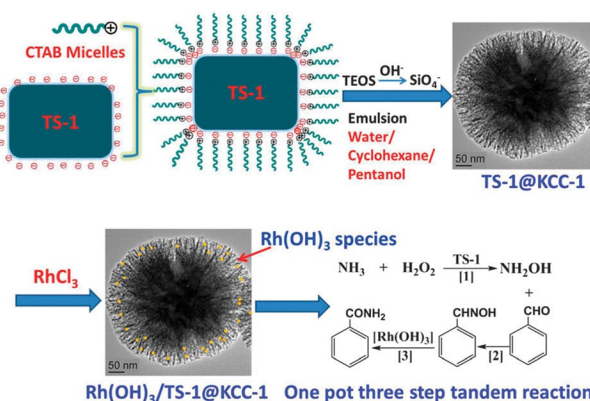 CTAB Micelles
TS-1
TS-1
TEOS OH⁻ SiO₄⁻
Emulsion
Water/
Cyclohexane/
Pentanol
50 nm
TS-1@KCC-1
RhCl₃
Rh(OH)₃ species
50 nm
Rh(OH)₃/TS-1@KCC-1
NH₃ + H₂O₂ TS-1 [1] NH₂OH
+
CONH₂ CHNOH CHO
[Rh(OH)₃]
[3] [2]
One pot three step tandem reaction